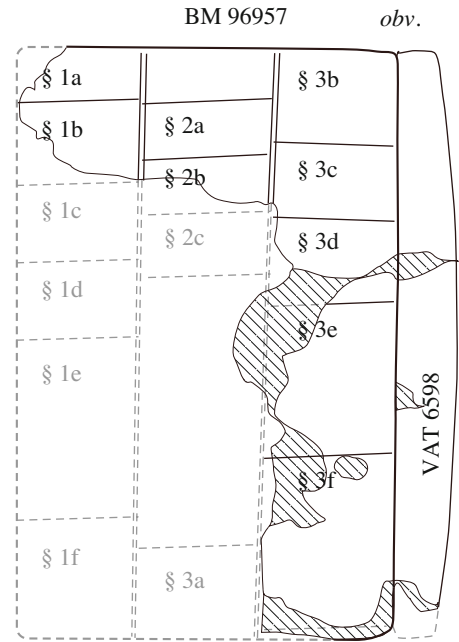 BM 96957 obv.
§ 1a
§ 1b
§ 1c
§ 1d
§ 1e
§ 1f
§ 2a
§ 2b
§ 2c
§ 3a
§ 3b
§ 3c
§ 3d
§ 3e
§ 3f
VAT 6598